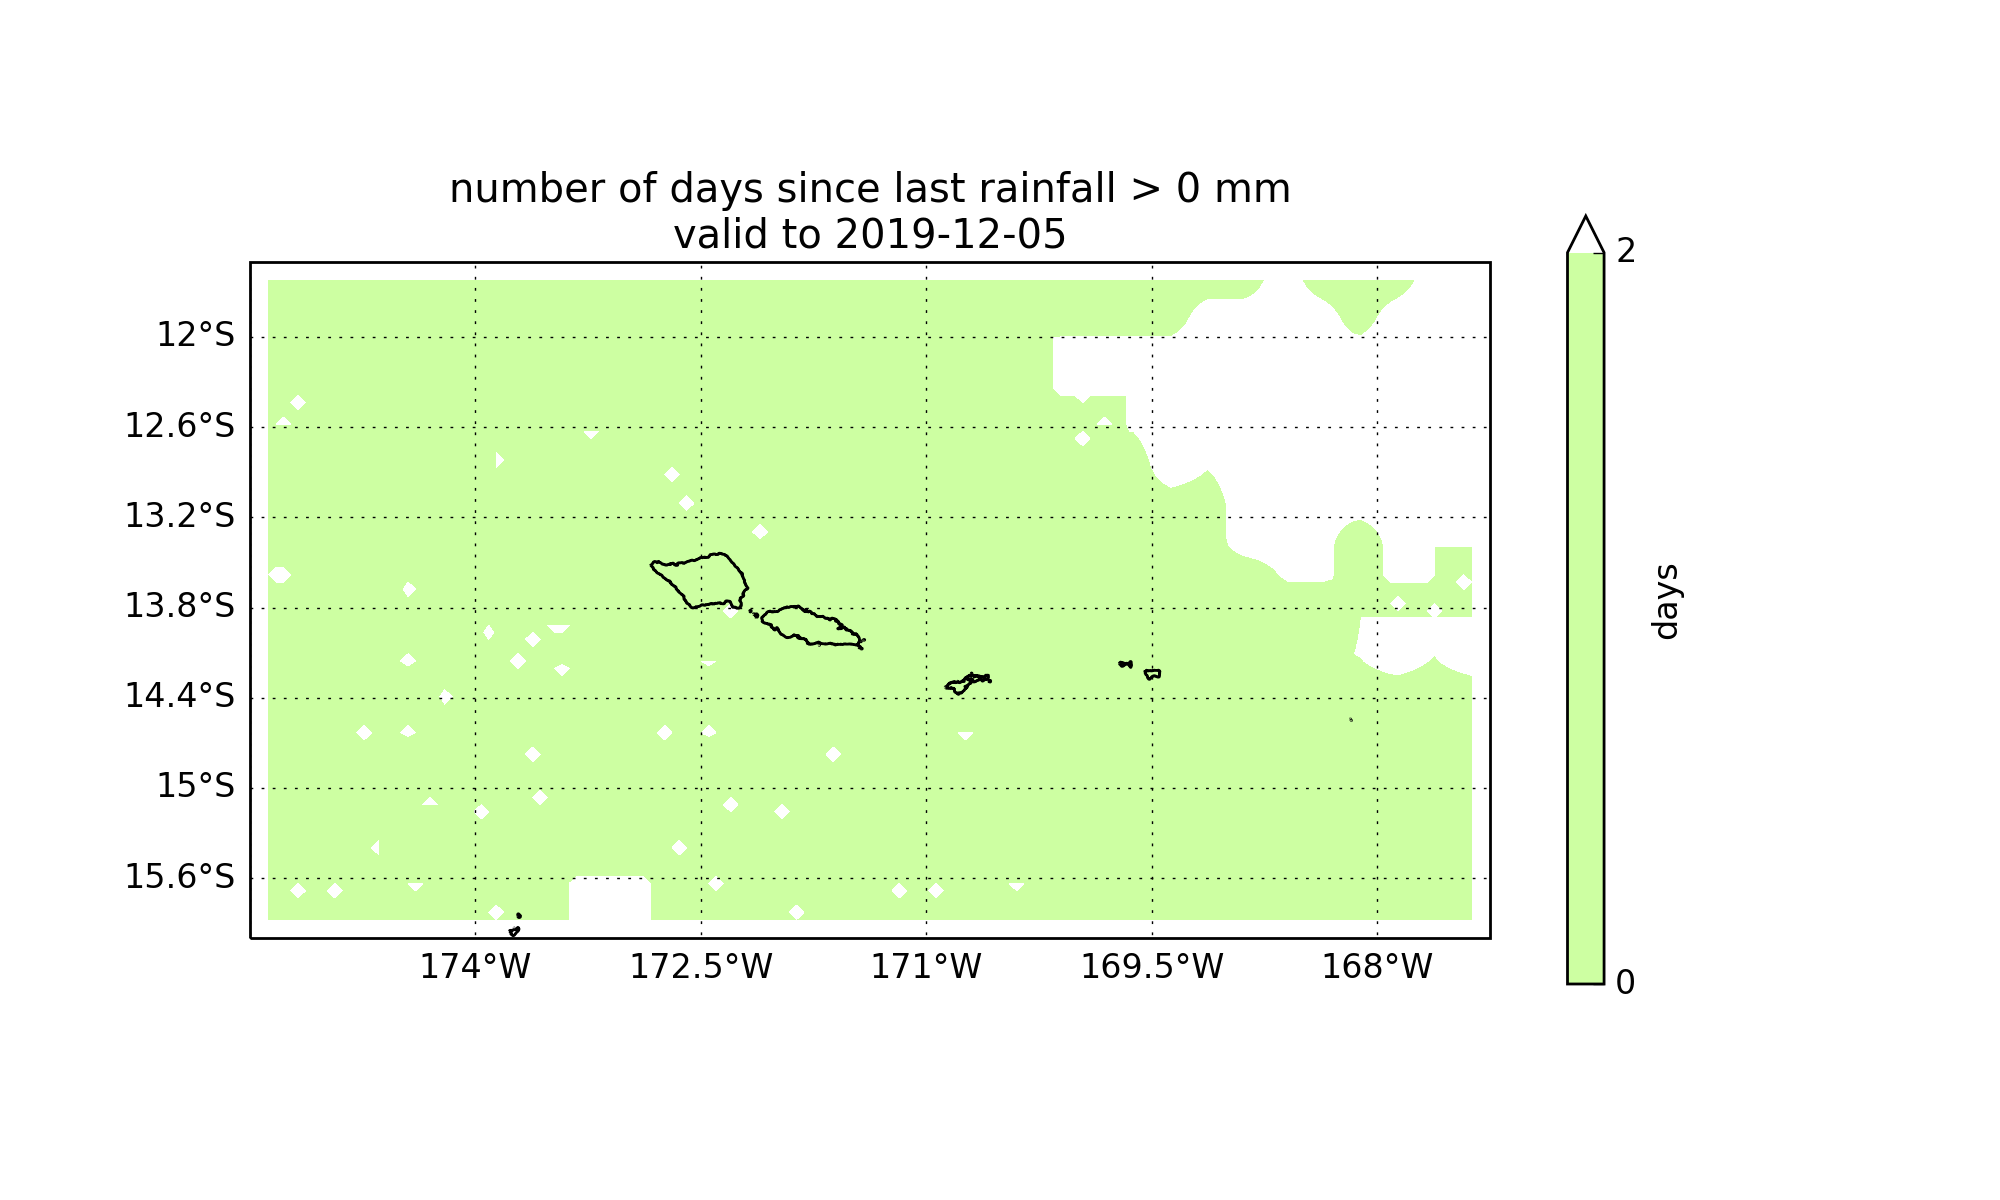 number of days since last rainfall > 0 mm
valid to 2019-12-05
2
12°S
12.6°S
13.2°S
13.8°S
14.4°S
15°S
15.6°S
days
174°W 172.5°W 171°W 169.5°W 168°W
0